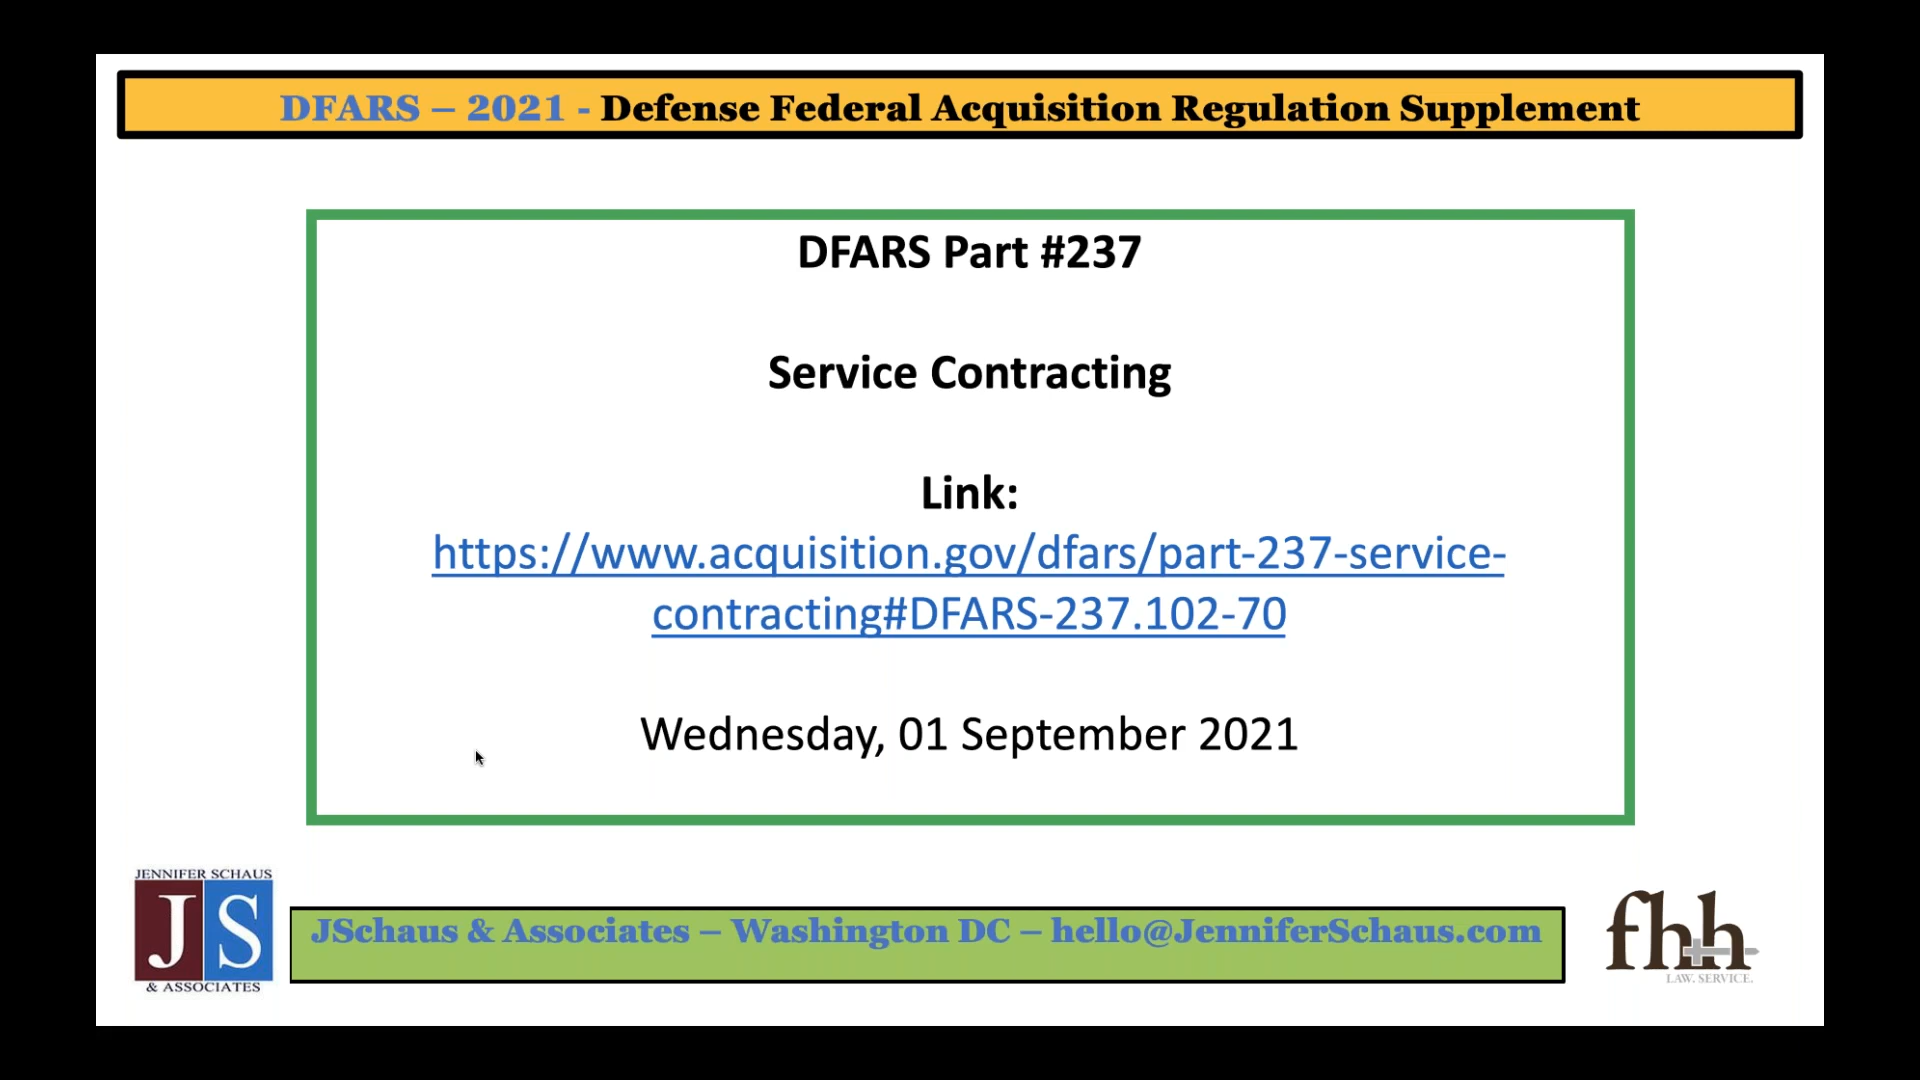 DFARS – 2021 - Defense Federal Acquisition Regulation Supplement
DFARS Part #237
Service Contracting
Link:
https://www.acquisition.gov/dfars/part-237-service-
contracting#DFARS-237.102-70
Wednesday, 01 September 2021
JENNIFER SCHAUS
JS
& ASSOCIATES
JSchaus & Associates – Washington DC – hello@JenniferSchaus.com
fhh
LAW. SERVICE.